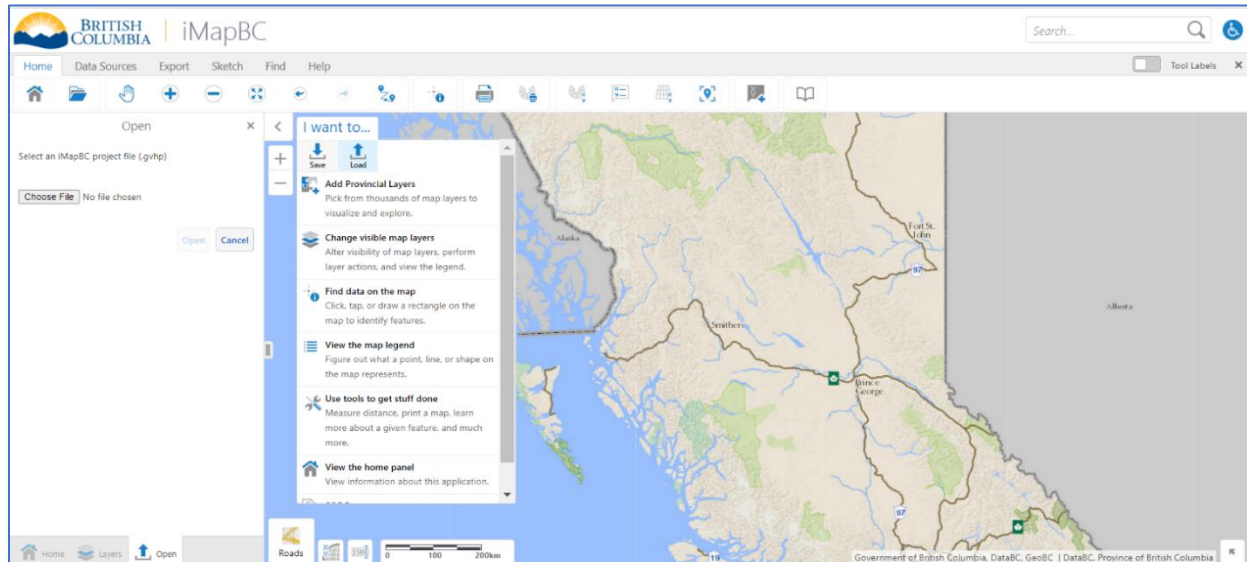 BRITISH
COLUMBIA
iMapBC
Search...
Home Data Sources Export Sketch Find Help
Tool Labels
Open
Select an iMapBC project file (.gvhp)
Choose File No file chosen
Open Cancel
I want to...
Save Load
Add Provincial Layers
Pick from thousands of map layers to
visualize and explore.
Change visible map layers
Alter visibility of map layers, perform
layer actions, and view the legend.
Find data on the map
Click, tap, or draw a rectangle on the
map to identify features.
View the map legend
Figure out what a point, line, or shape on
the map represents.
Use tools to get stuff done
Measure distance, print a map, learn
more about a given feature, and much
more.
View the home panel
View information about this application.
Alaska
Fort St.
John
97
Alberta
Smithers
Prince
George
97
19
Home Layers Open
Roads
0 100 200km
Government of British Columbia, DataBC, GeoBC | DataBC, Province of British Columbia